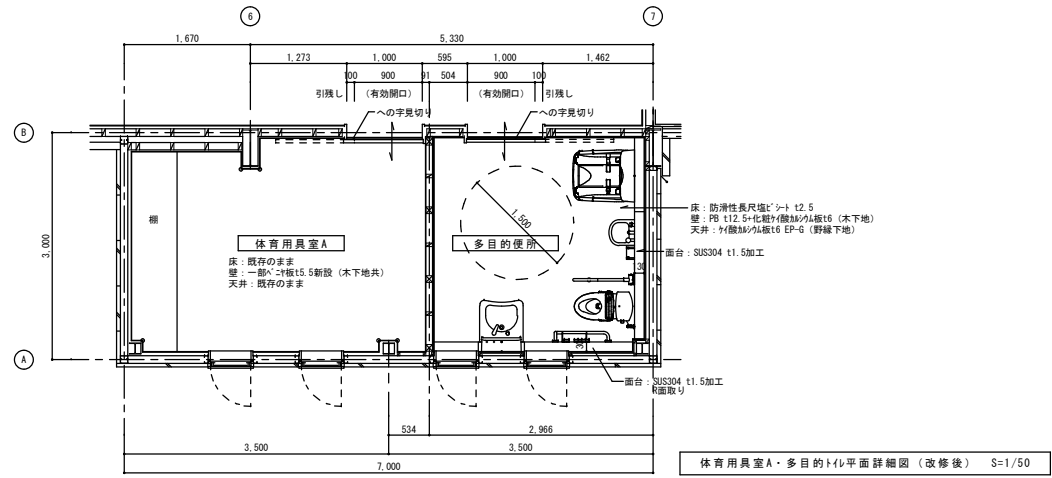 6
7
1,670
5,330
1,273
1,000
595
1,000
1,462
100
900
91
504
900
100
引残し
(有効開口)
(有効開口)
引残し
への字見切り
への字見切り
B
棚
3,000
1,500
床：防滑性長尺塩ビシート t2.5
壁：PB t12.5+化粧ケイ酸カルシウム板t6（木下地）
天井：ケイ酸カルシウム板t6 EP-G（野縁下地）
体育用具室A
多目的便所
面台：SUS304 t1.5加工
床：既存のまま
壁：一部ベニヤ板t5.5新設（木下地共）
天井：既存のまま
A
面台：SUS304 t1.5加工
R面取り
534
2,966
3,500
3,500
7,000
体育用具室A・多目的トイレ平面詳細図（改修後） S=1/50